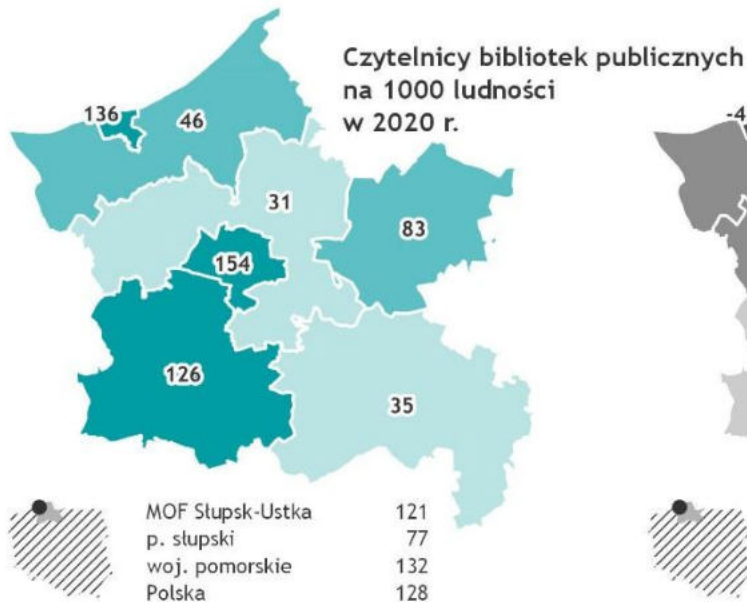 Czytelnicy bibliotek publicznych
na 1000 ludności
w 2020 r.
136
46
-4
31
83
154
126
35
MOF Słupsk-Ustka 121
p. słupski 77
woj. pomorskie 132
Polska 128